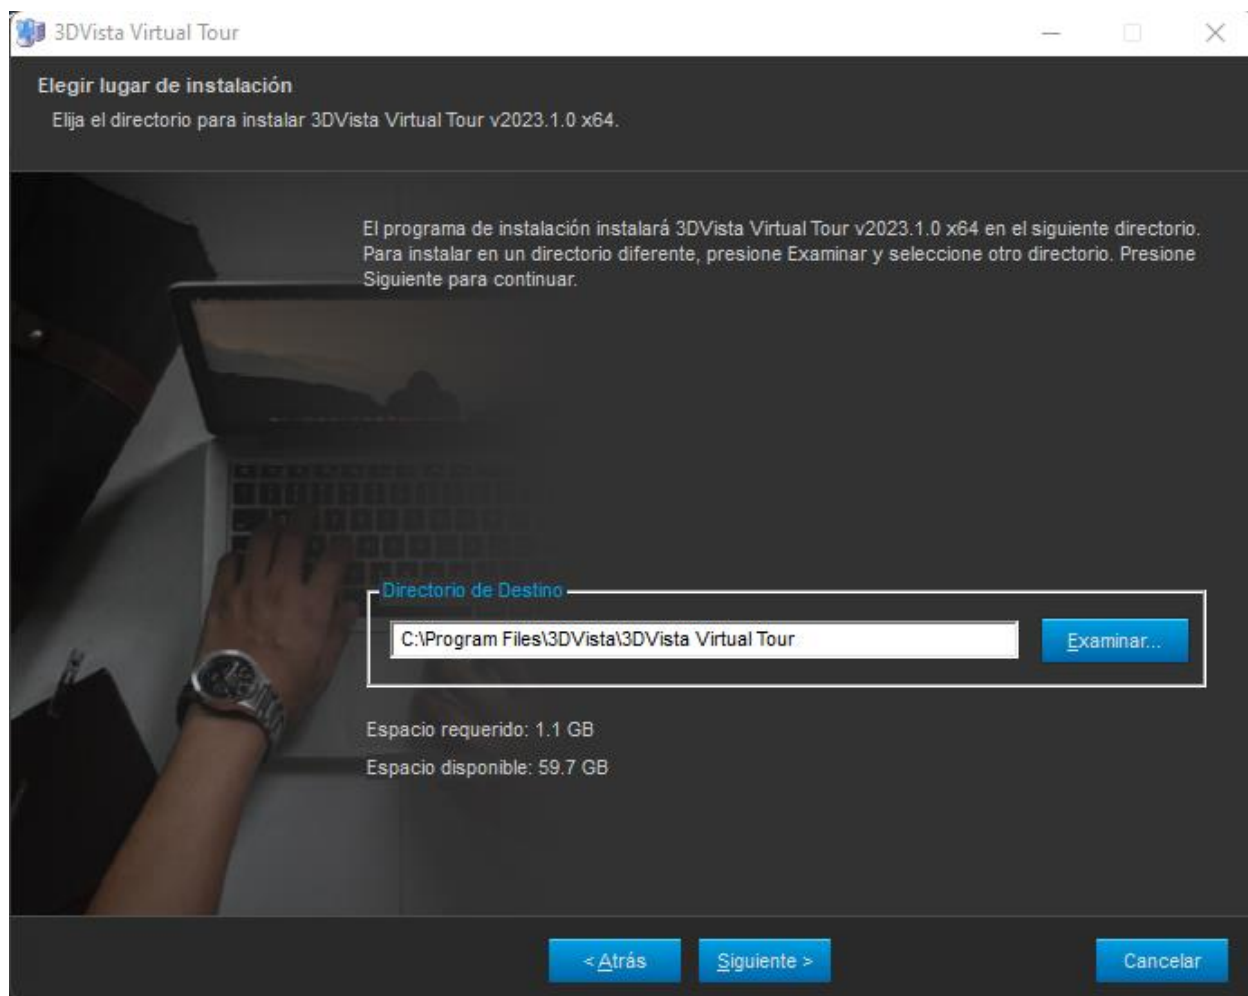 3DVista Virtual Tour
Elegir lugar de instalación
Elija el directorio para instalar 3DVista Virtual Tour v2023.1.0 x64.
El programa de instalación instalará 3DVista Virtual Tour v2023.1.0 x64 en el siguiente directorio.
Para instalar en un directorio diferente, presione Examinar y seleccione otro directorio. Presione
Siguiente para continuar.
Directorio de Destino
C:\Program Files\3DVista\3DVista Virtual Tour
Examinar...
Espacio requerido: 1.1 GB
Espacio disponible: 59.7 GB
< Atrás
Siguiente >
Cancelar